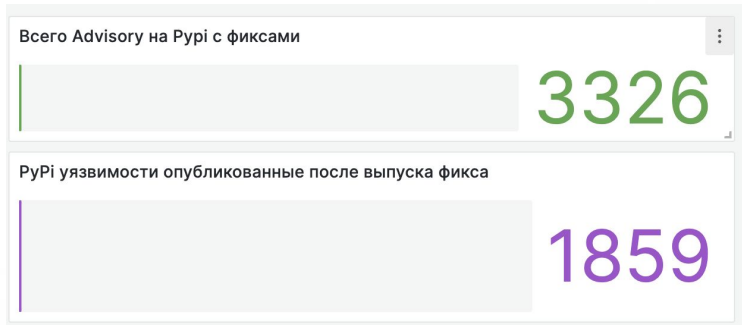 Всего Advisory на Pypi с фиксами
3326
PyPi уязвимости опубликованные после выпуска фикса
1859